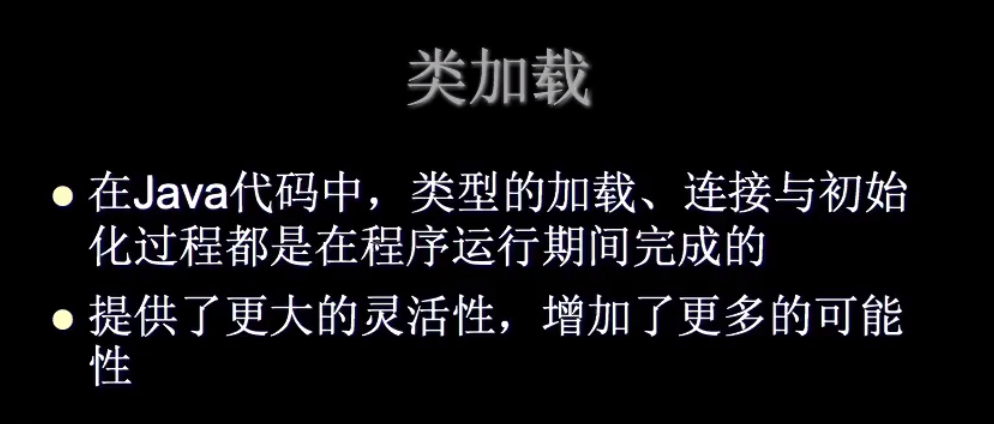 类加载
在Java代码中，类型的加载、连接与初始
化过程都是在程序运行期间完成的
提供了更大的灵活性，增加了更多的可能
性